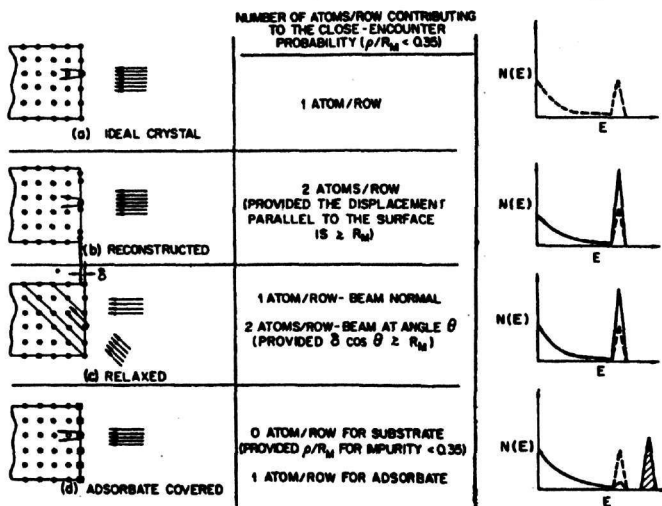 NUMBER OF ATOMS/ROW CONTRIBUTING
TO THE CLOSE-ENCOUNTER
PROBABILITY (ρ/R_M < 0.35)
(a) IDEAL CRYSTAL
1 ATOM/ROW
N(E)
E
(b) RECONSTRUCTED
2 ATOMS/ROW
(PROVIDED THE DISPLACEMENT
PARALLEL TO THE SURFACE
IS ≥ R_M)
N(E)
E
δ
(c) RELAXED
1 ATOM/ROW-BEAM NORMAL
2 ATOMS/ROW-BEAM AT ANGLE θ
(PROVIDED δ COS θ ≥ R_M)
N(E)
E
(d) ADSORBATE COVERED
0 ATOM/ROW FOR SUBSTRATE
(PROVIDED ρ/R_M FOR IMPURITY < 0.35)
1 ATOM/ROW FOR ADSORBATE
N(E)
E